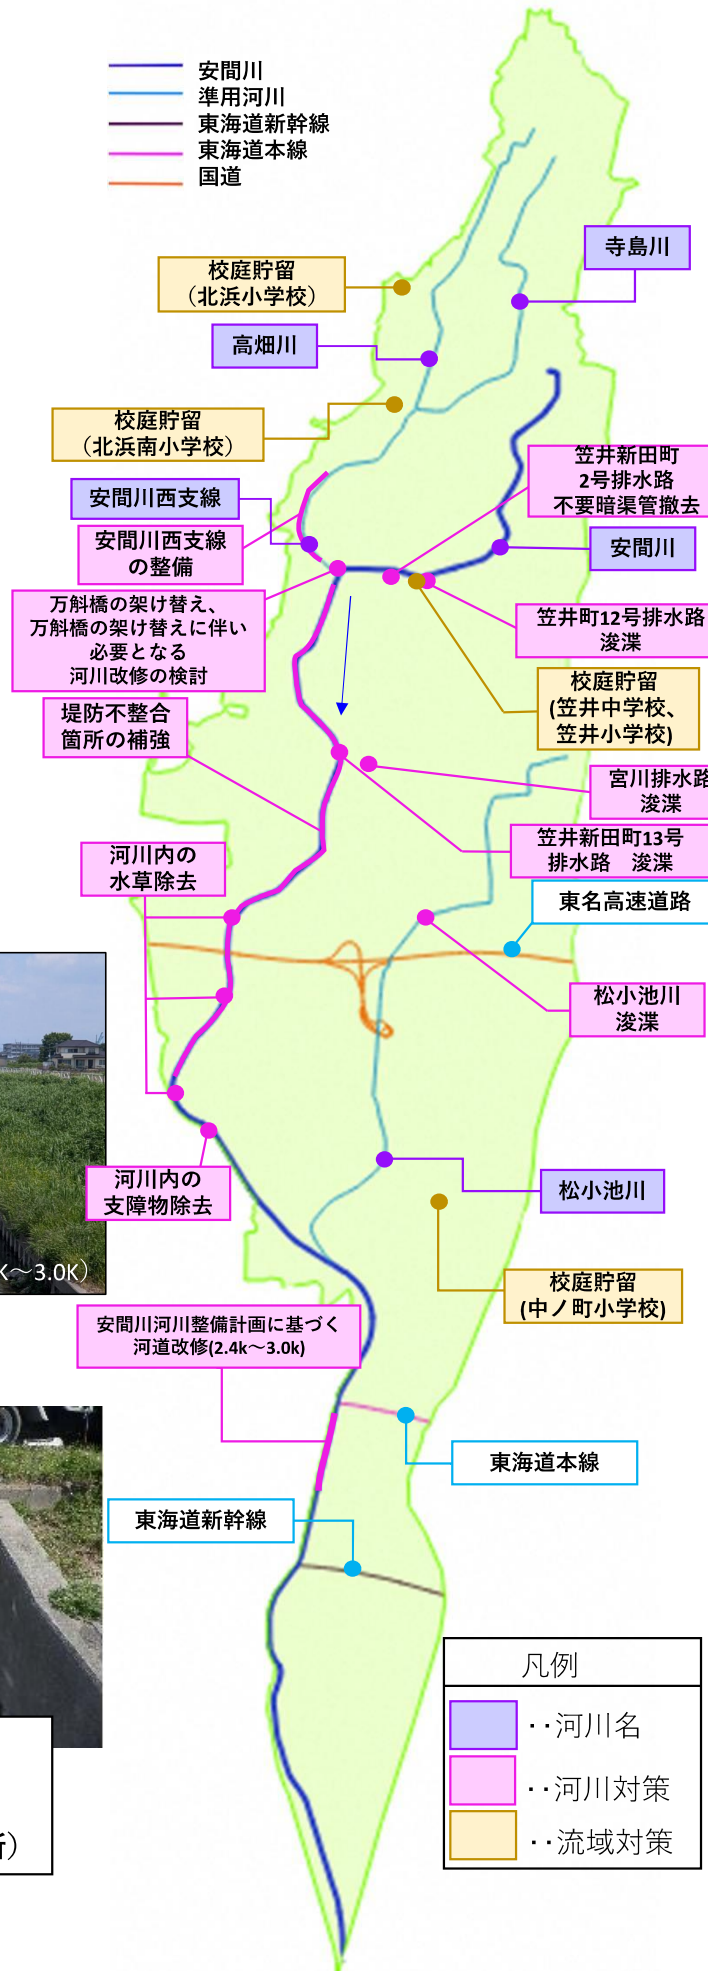 安間川
準用河川
東海道新幹線
東海道本線
国道
寺島川
校庭貯留
（北浜小学校）
高畑川
校庭貯留
（北浜南小学校）
笠井新田町
2号排水路
不要暗渠管撤去
安間川西支線
安間川西支線
の整備
安間川
万斛橋の架け替え、
万斛橋の架け替えに伴い
必要となる
河川改修の検討
笠井町12号排水路
浚渫
校庭貯留
(笠井中学校、
笠井小学校)
堤防不整合
箇所の補強
宮川排水路
浚渫
笠井新田町13号
排水路　浚渫
河川内の
水草除去
東名高速道路
松小池川
浚渫
河川内の
支障物除去
松小池川
K～3.0K）
校庭貯留
(中ノ町小学校)
安間川河川整備計画に基づく
河道改修(2.4k～3.0k)
東海道本線
東海道新幹線
凡例
‥河川名
‥河川対策
‥流域対策